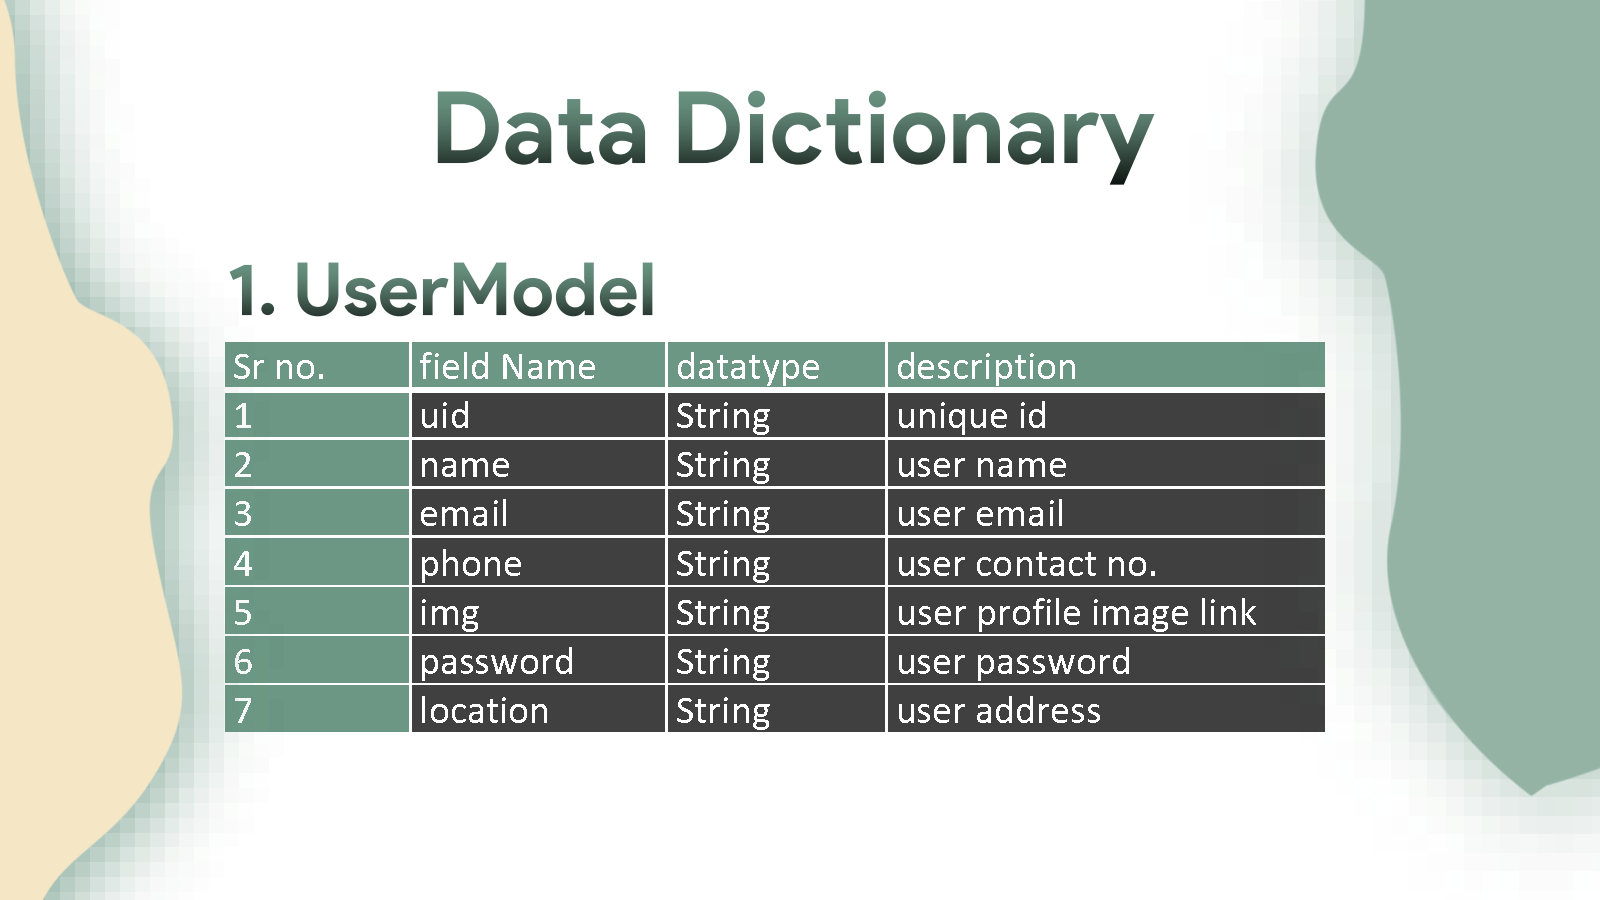 Data Dictionary
1. UserModel
Sr no. field Name datatype description
1 uid String unique id
2 name String user name
3 email String user email
4 phone String user contact no.
5 img String user profile image link
6 password String user password
7 location String user address